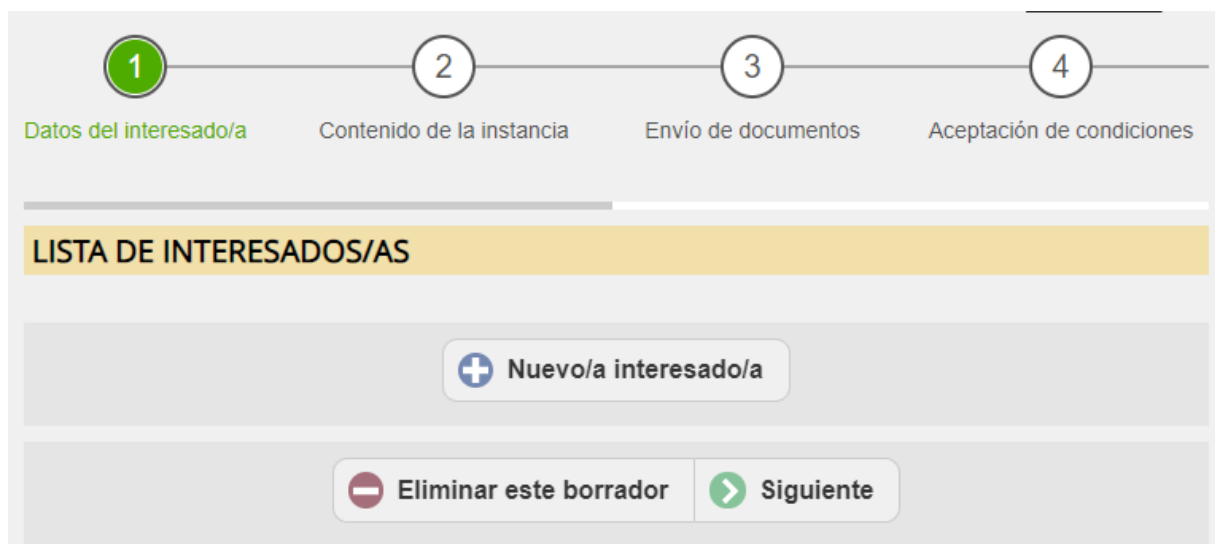 1 2 3 4
Datos del interesado/a Contenido de la instancia Envío de documentos Aceptación de condiciones
LISTA DE INTERESADOS/AS
Nuevo/a interesado/a
Eliminar este borrador Siguiente